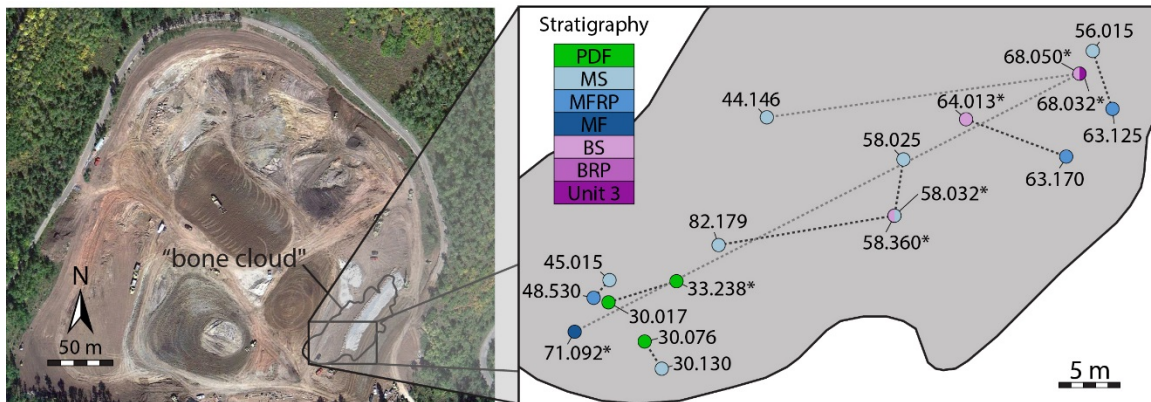 "bone cloud"
N
50 m
Stratigraphy
PDF
MS
MFRP
MF
BS
BRP
Unit 3
56.015
68.050*
44.146
64.013*
68.032*
63.125
58.025
63.170
58.032*
82.179
58.360*
45.015
48.530
33.238*
30.017
30.076
71.092*
30.130
5 m